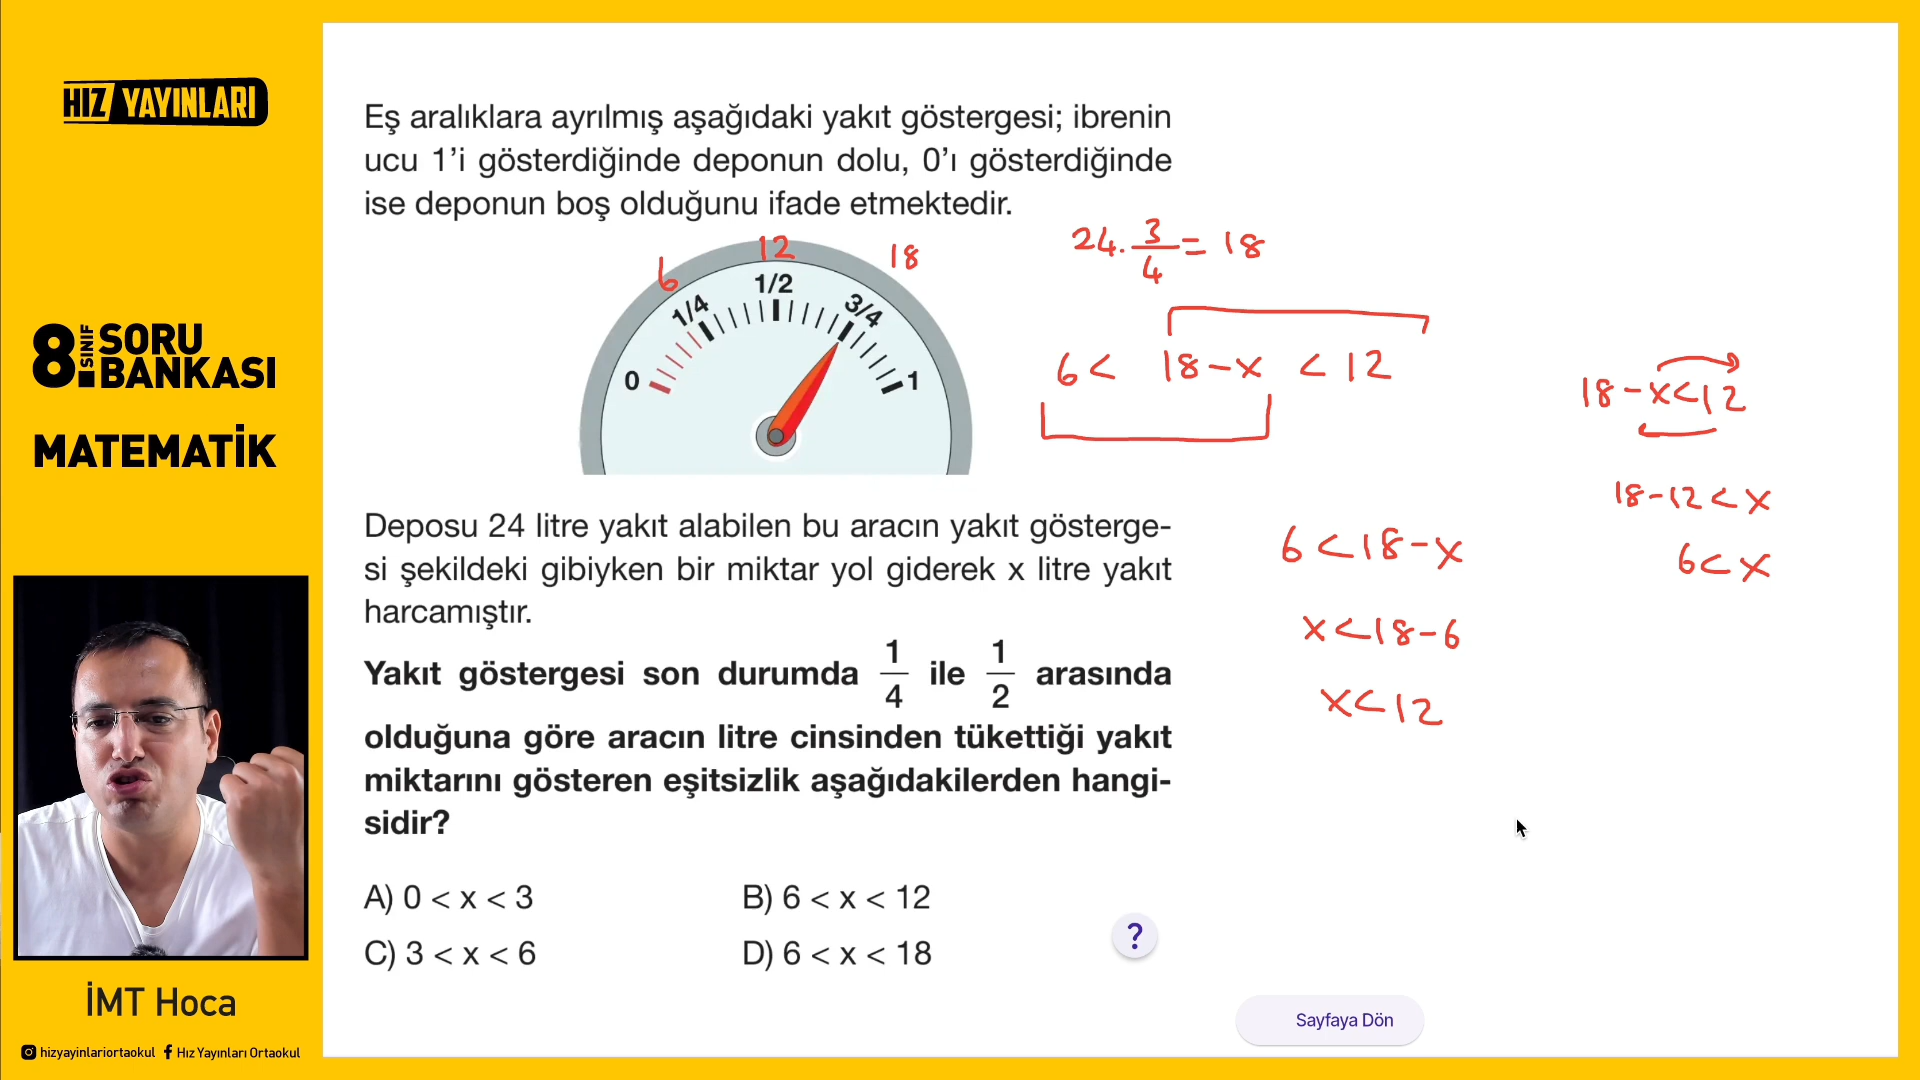 HIZ YAYINLARI
8. SINIF SORU BANKASI
MATEMATİK
İMT Hoca
hizyayinlariortaokul Hız Yayınları Ortaokul
Eş aralıklara ayrılmış aşağıdaki yakıt göstergesi; ibrenin
ucu 1’i gösterdiğinde deponun dolu, 0’ı gösterdiğinde
ise deponun boş olduğunu ifade etmektedir.
6 12 18
0 1/4 1/2 3/4 1
24 . 3/4 = 18
6 < 18 - x < 12
18 - x < 12
18 - 12 < x
6 < x
6 < 18 - x
x < 18 - 6
x < 12
Deposu 24 litre yakıt alabilen bu aracın yakıt gösterge-
si şekildeki gibiyken bir miktar yol giderek x litre yakıt
harcamıştır.
Yakıt göstergesi son durumda 1/4 ile 1/2 arasında
olduğuna göre aracın litre cinsinden tükettiği yakıt
miktarını gösteren eşitsizlik aşağıdakilerden hangi-
sidir?
A) 0 < x < 3 B) 6 < x < 12
C) 3 < x < 6 D) 6 < x < 18
?
Sayfaya Dön